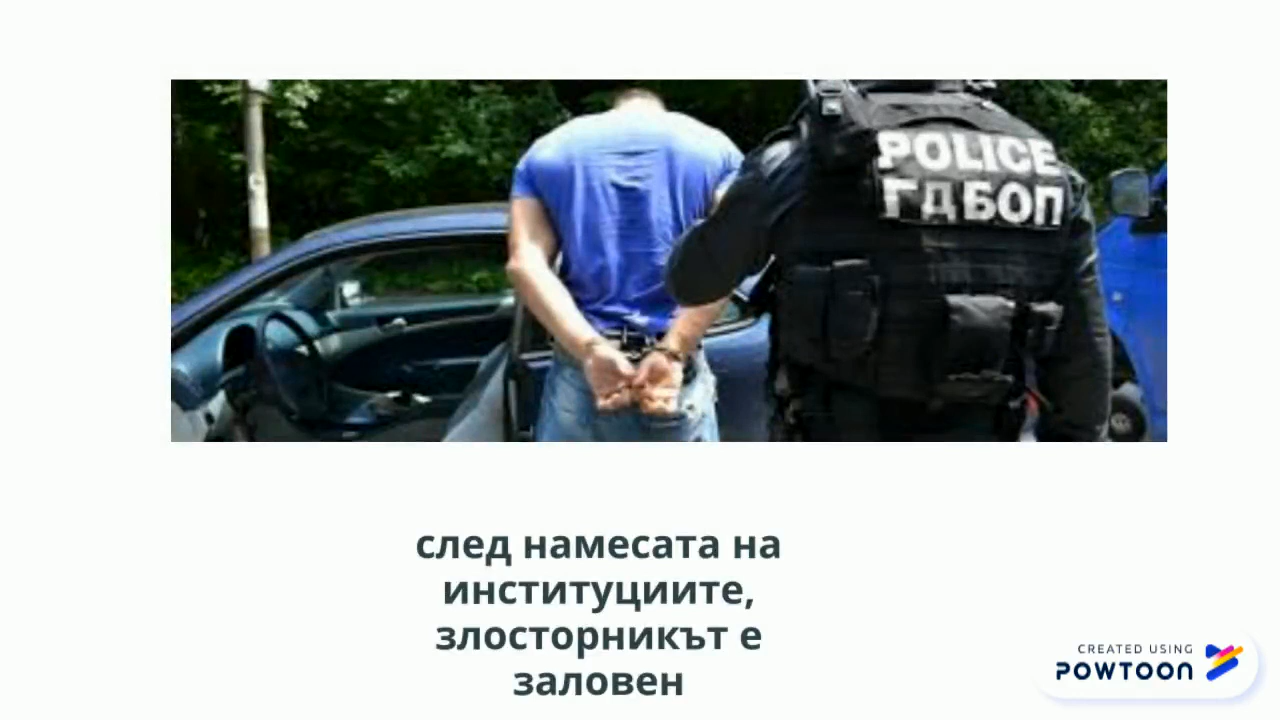 POLICE
ГДБОП
след намесата на
институциите,
злосторникът е
заловен
CREATED USING
POWTOON